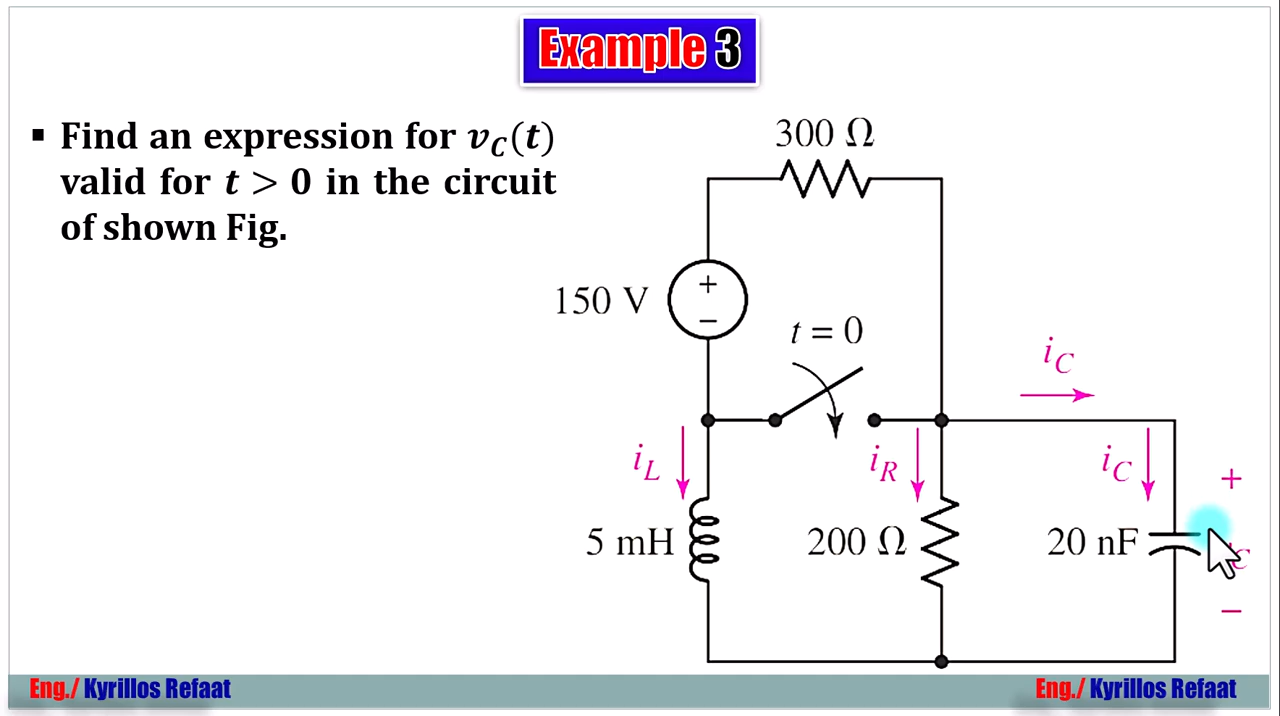 Example 3
▪ Find an expression for v_C(t)
valid for t > 0 in the circuit
of shown Fig.
300 Ω
150 V
+
−
t = 0
i_C
i_L
i_R
i_C
+
5 mH
200 Ω
20 nF
C
−
Eng./ Kyrillos Refaat
Eng./ Kyrillos Refaat